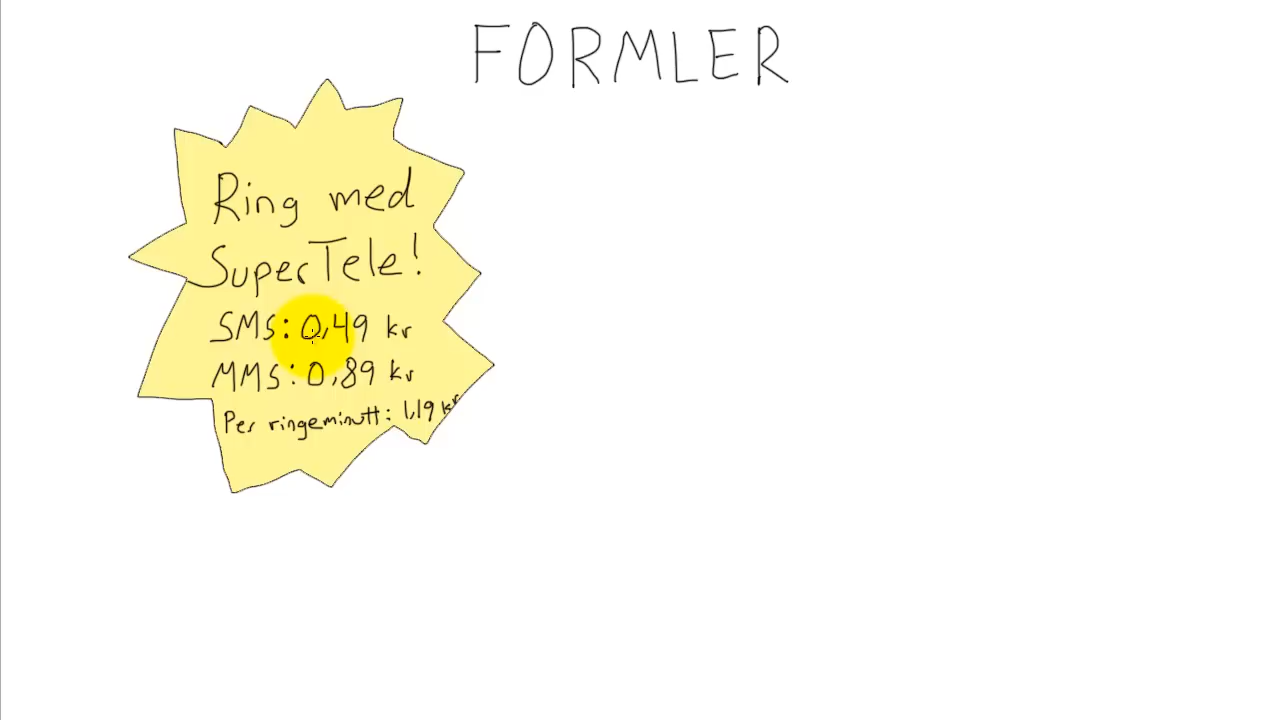 FORMLER
Ring med
SuperTele!
SMS: 0,49 kr
MMS: 0,89 kr
Per ringeminutt: 1,19 kr